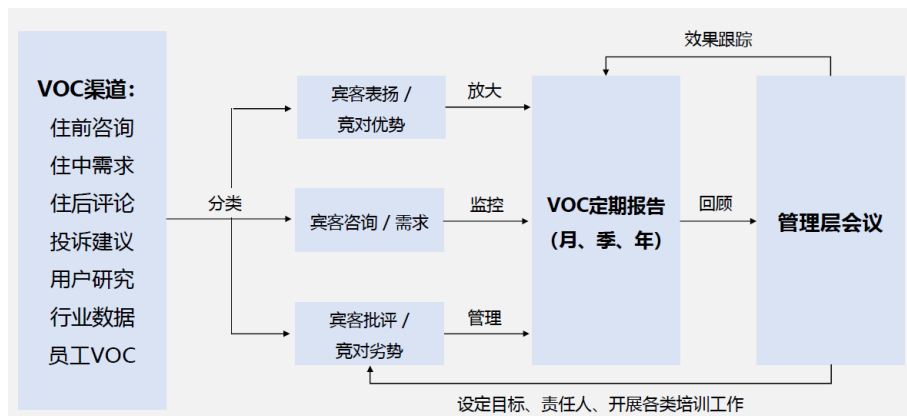 VOC渠道：
住前咨询
住中需求
住后评论
投诉建议
用户研究
行业数据
员工VOC
分类
宾客表扬 /
竞对优势
放大
宾客咨询 / 需求
监控
宾客批评 /
竞对劣势
管理
VOC定期报告
（月、季、年）
回顾
管理层会议
效果跟踪
设定目标、责任人、开展各类培训工作